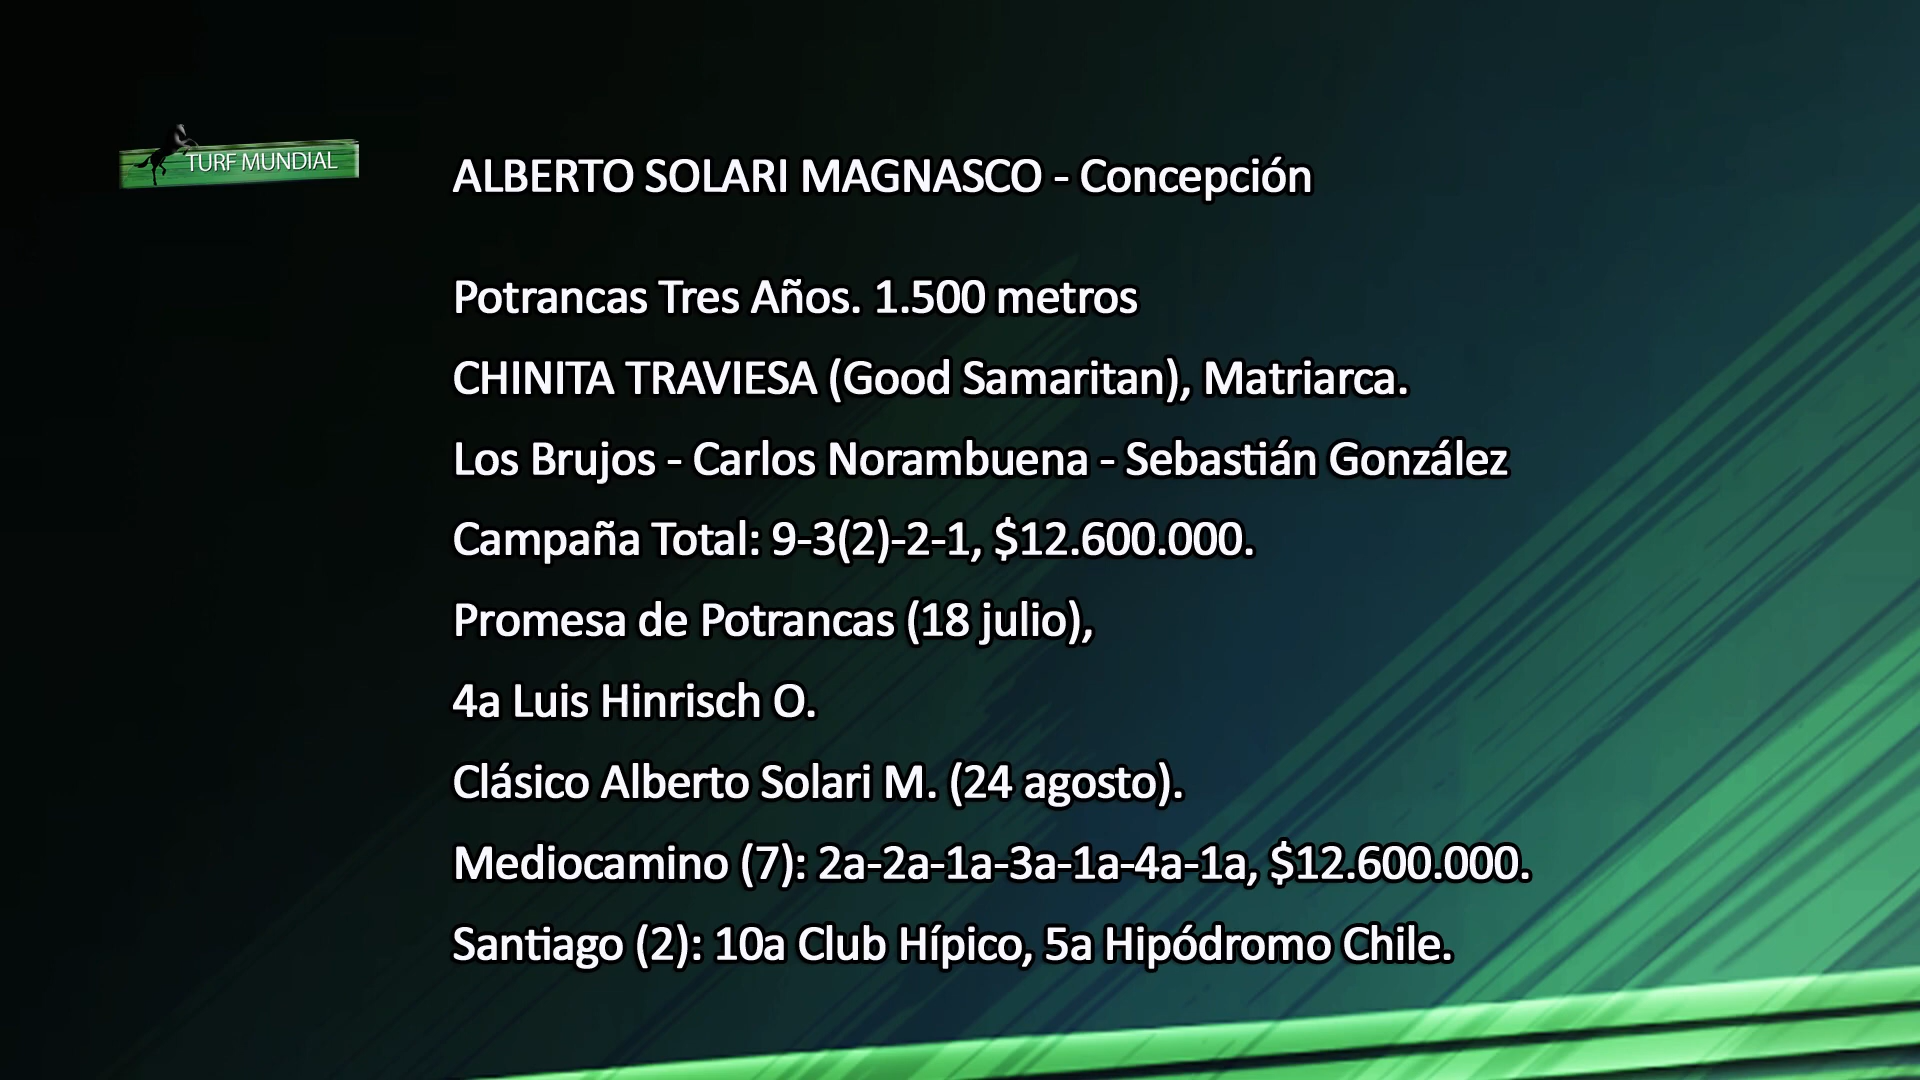 TURF MUNDIAL
ALBERTO SOLARI MAGNASCO - Concepción
Potrancas Tres Años. 1.500 metros
CHINITA TRAVIESA (Good Samaritan), Matriarca.
Los Brujos - Carlos Norambuena - Sebastián González
Campaña Total: 9-3(2)-2-1, $12.600.000.
Promesa de Potrancas (18 julio),
4a Luis Hinrisch O.
Clásico Alberto Solari M. (24 agosto).
Mediocamino (7): 2a-2a-1a-3a-1a-4a-1a, $12.600.000.
Santiago (2): 10a Club Hípico, 5a Hipódromo Chile.